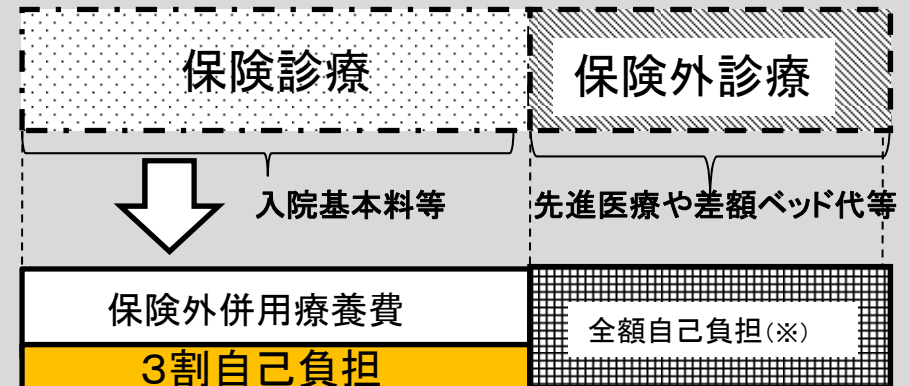 保険診療
保険外診療
入院基本料等
先進医療や差額ベッド代等
保険外併用療養費
全額自己負担(※)
3割自己負担